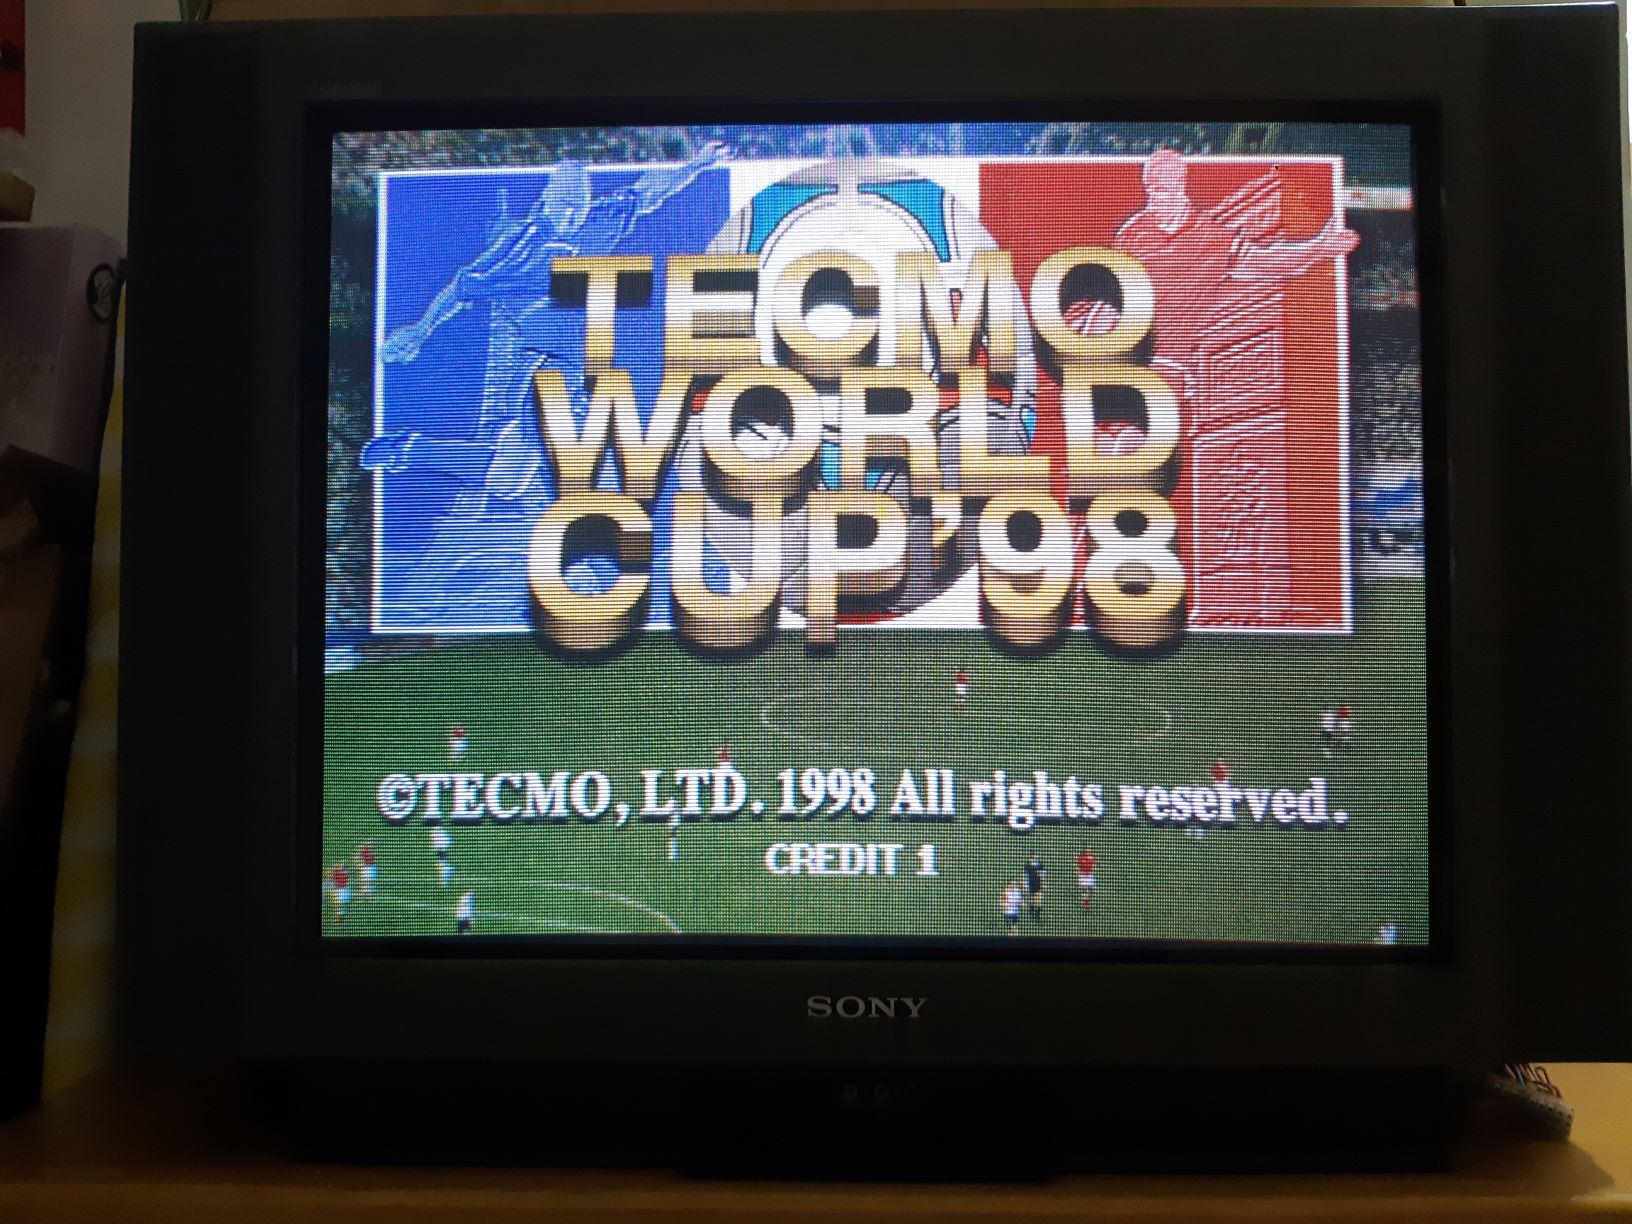 TECMO
WORLD
CUP '98
©TECMO, LTD. 1998 All rights reserved.
CREDIT 1
SONY